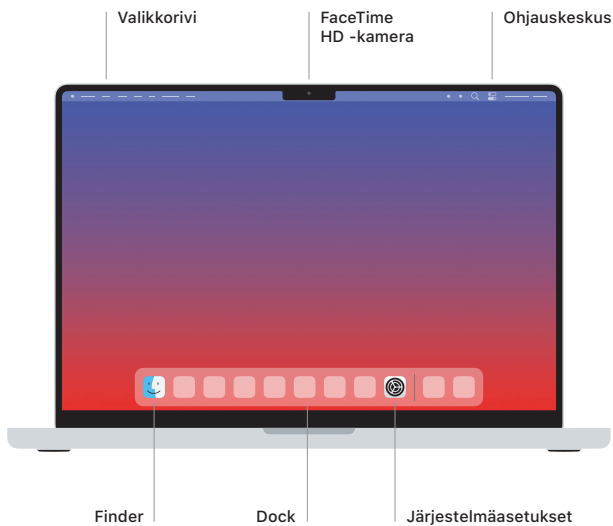 Valikkorivi
FaceTime
HD -kamera
Ohjauskeskus
Finder
Dock
Järjestelmäasetukset